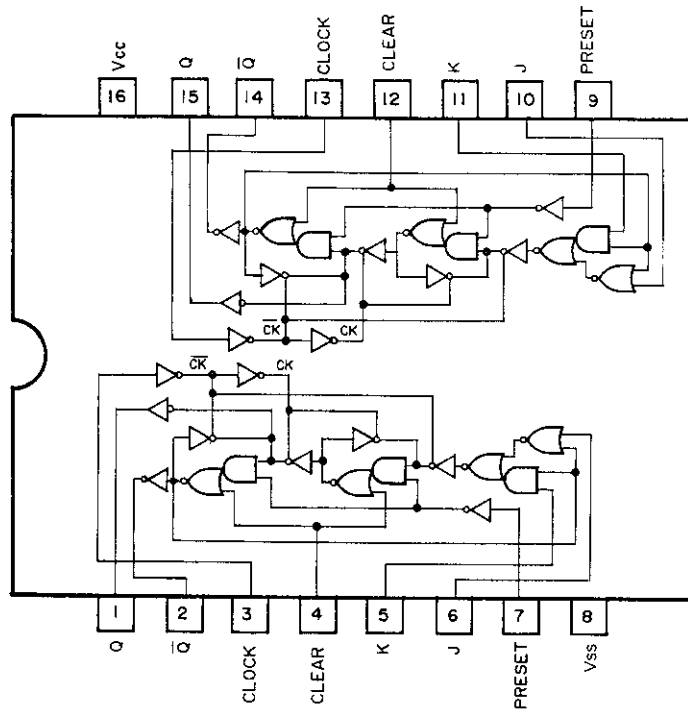 Vcc Q Q̅ CLOCK CLEAR K J PRESET
16 15 14 13 12 11 10 9
C̅K̅ CK
C̅K̅ CK
1 2 3 4 5 6 7 8
Q Q̅ CLOCK CLEAR K J PRESET Vss